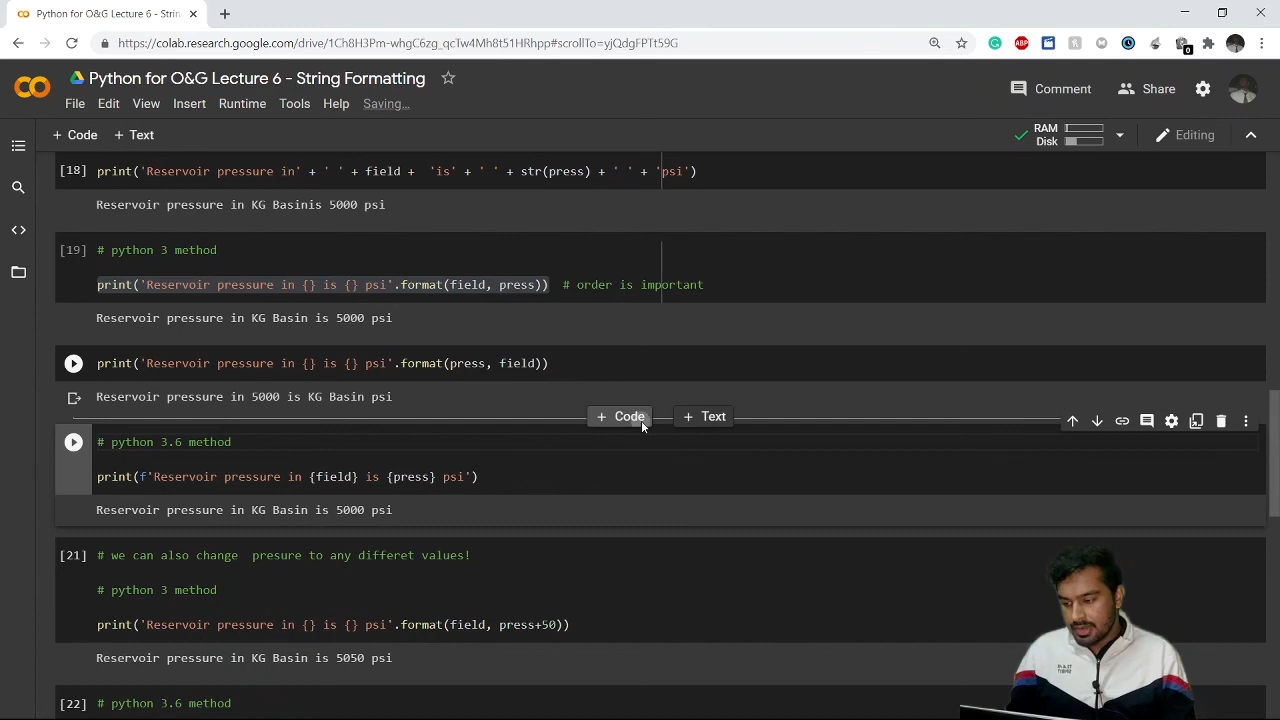 Python for O&G Lecture 6 - Strin
https://colab.research.google.com/drive/1Ch8H3Pm-whgC6zg_qcTw4Mh8t51HRhpp#scrollTo=yjQdgFPTt59G
Python for O&G Lecture 6 - String Formatting
Comment
Share
File Edit View Insert Runtime Tools Help Saving...
+ Code + Text
RAM
Disk
Editing
[18] print('Reservoir pressure in' + ' ' + field + 'is' + ' ' + str(press) + ' ' + 'psi')
Reservoir pressure in KG Basinis 5000 psi
[19] # python 3 method
print('Reservoir pressure in {} is {} psi'.format(field, press)) # order is important
Reservoir pressure in KG Basin is 5000 psi
print('Reservoir pressure in {} is {} psi'.format(press, field))
Reservoir pressure in 5000 is KG Basin psi
+ Code + Text
# python 3.6 method
print(f'Reservoir pressure in {field} is {press} psi')
Reservoir pressure in KG Basin is 5000 psi
[21] # we can also change  presure to any differet values!
# python 3 method
print('Reservoir pressure in {} is {} psi'.format(field, press+50))
Reservoir pressure in KG Basin is 5050 psi
[22] # python 3.6 method